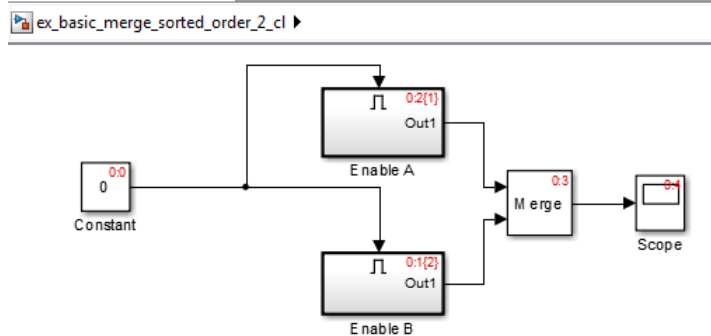 ex_basic_merge_sorted_order_2_cl
0:2{1}
Out1
Enable A
0:0
0
Constant
0:3
Merge
0:4
Scope
0:1{2}
Out1
Enable B